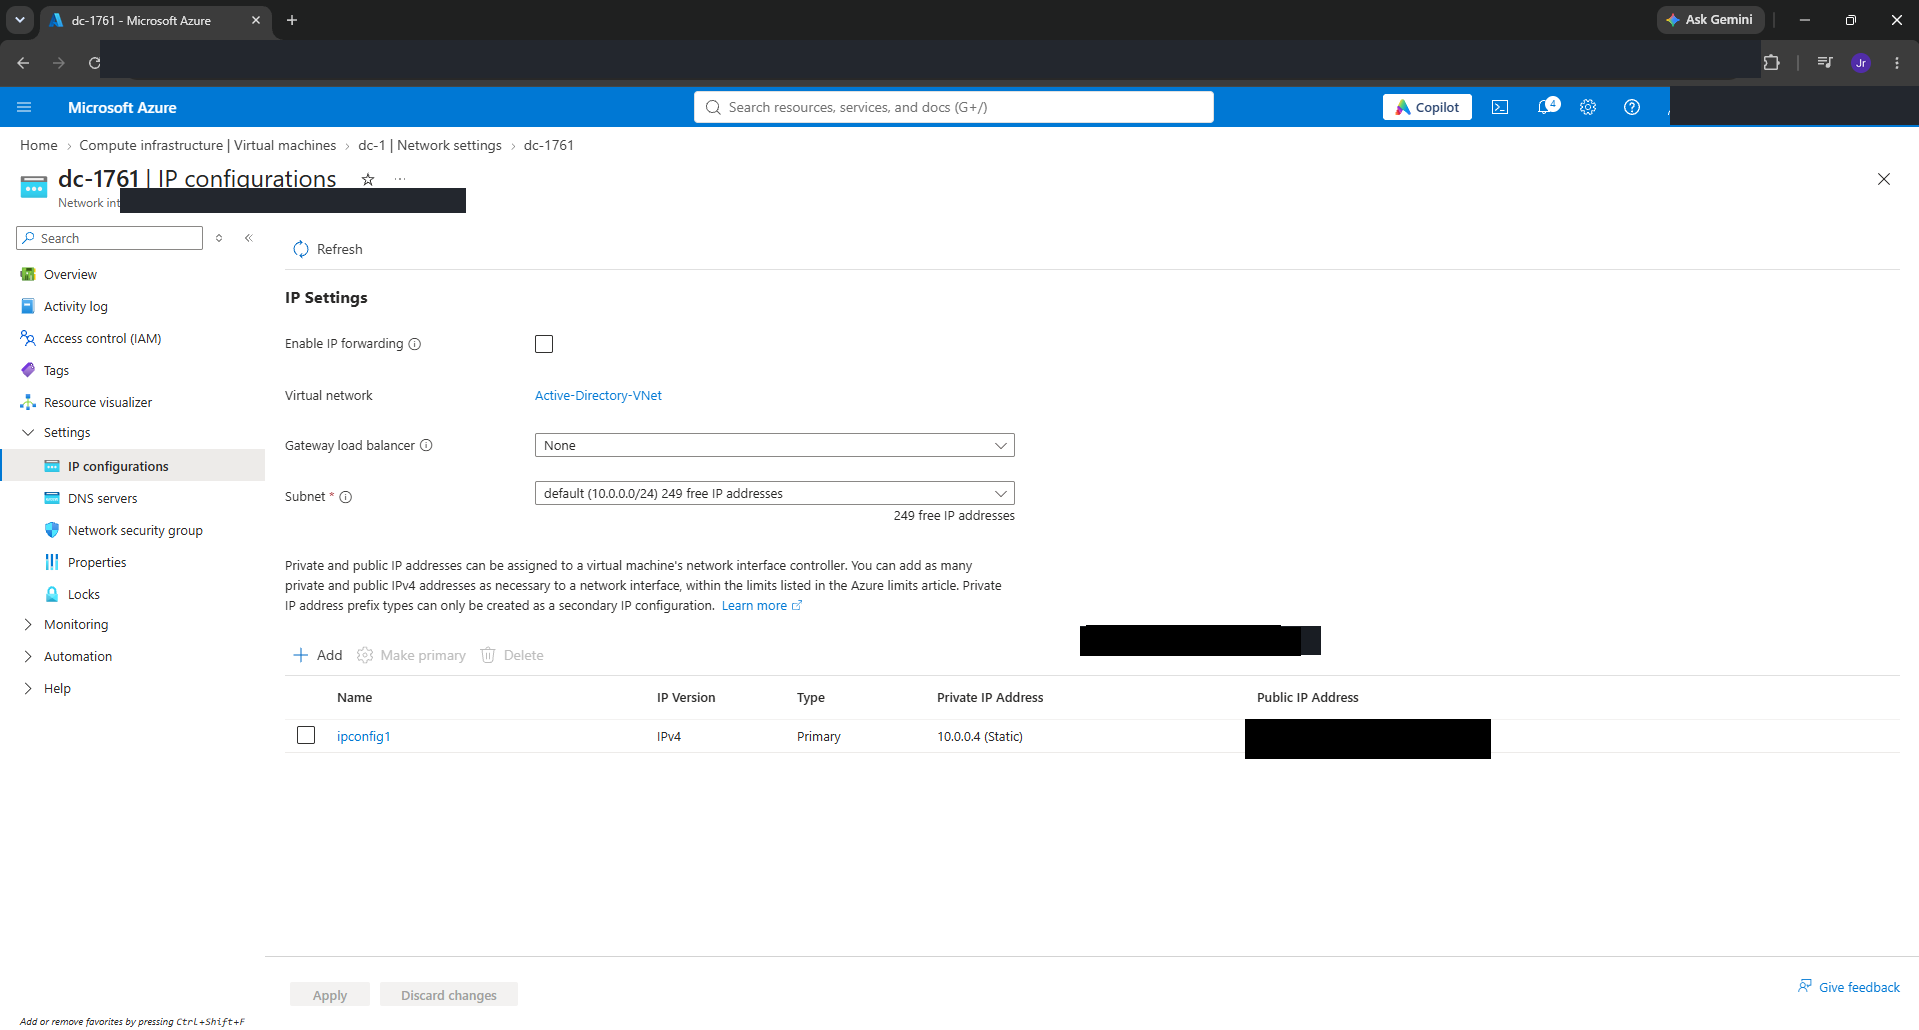 dc-1761 - Microsoft Azure
Ask Gemini
Jr
Microsoft Azure
Search resources, services, and docs (G+/)
Copilot
4
Home > Compute infrastructure | Virtual machines > dc-1 | Network settings > dc-1761
dc-1761 | IP configurations
Network int
Search
Refresh
Overview
Activity log
Access control (IAM)
Tags
Resource visualizer
Settings
IP configurations
DNS servers
Network security group
Properties
Locks
Monitoring
Automation
Help
IP Settings
Enable IP forwarding
Virtual network Active-Directory-VNet
Gateway load balancer None
Subnet * default (10.0.0.0/24) 249 free IP addresses
249 free IP addresses
Private and public IP addresses can be assigned to a virtual machine's network interface controller. You can add as many
private and public IPv4 addresses as necessary to a network interface, within the limits listed in the Azure limits article. Private
IP address prefix types can only be created as a secondary IP configuration. Learn more
Add Make primary Delete
Name IP Version Type Private IP Address Public IP Address
ipconfig1 IPv4 Primary 10.0.0.4 (Static)
Apply Discard changes
Give feedback
Add or remove favorites by pressing Ctrl+Shift+F